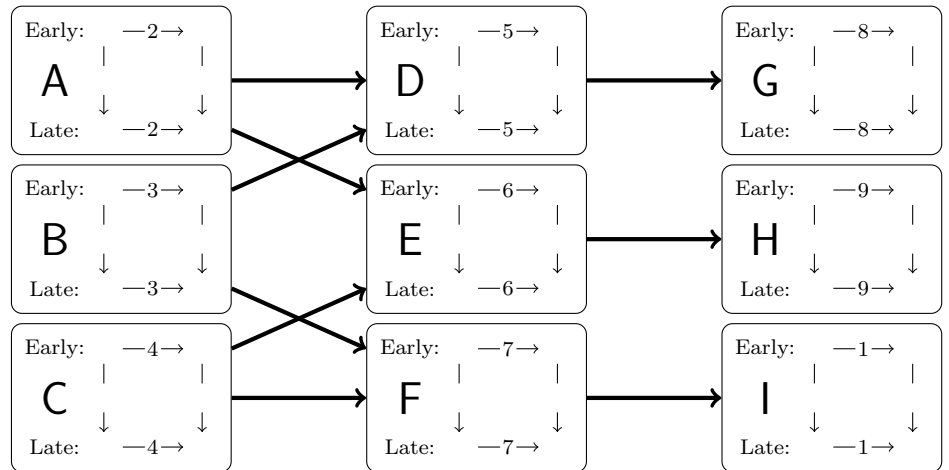 Early: —2→ Early: —5→ Early: —8→
A D G
Late: —2→ Late: —5→ Late: —8→
Early: —3→ Early: —6→ Early: —9→
B E H
Late: —3→ Late: —6→ Late: —9→
Early: —4→ Early: —7→ Early: —1→
C F I
Late: —4→ Late: —7→ Late: —1→